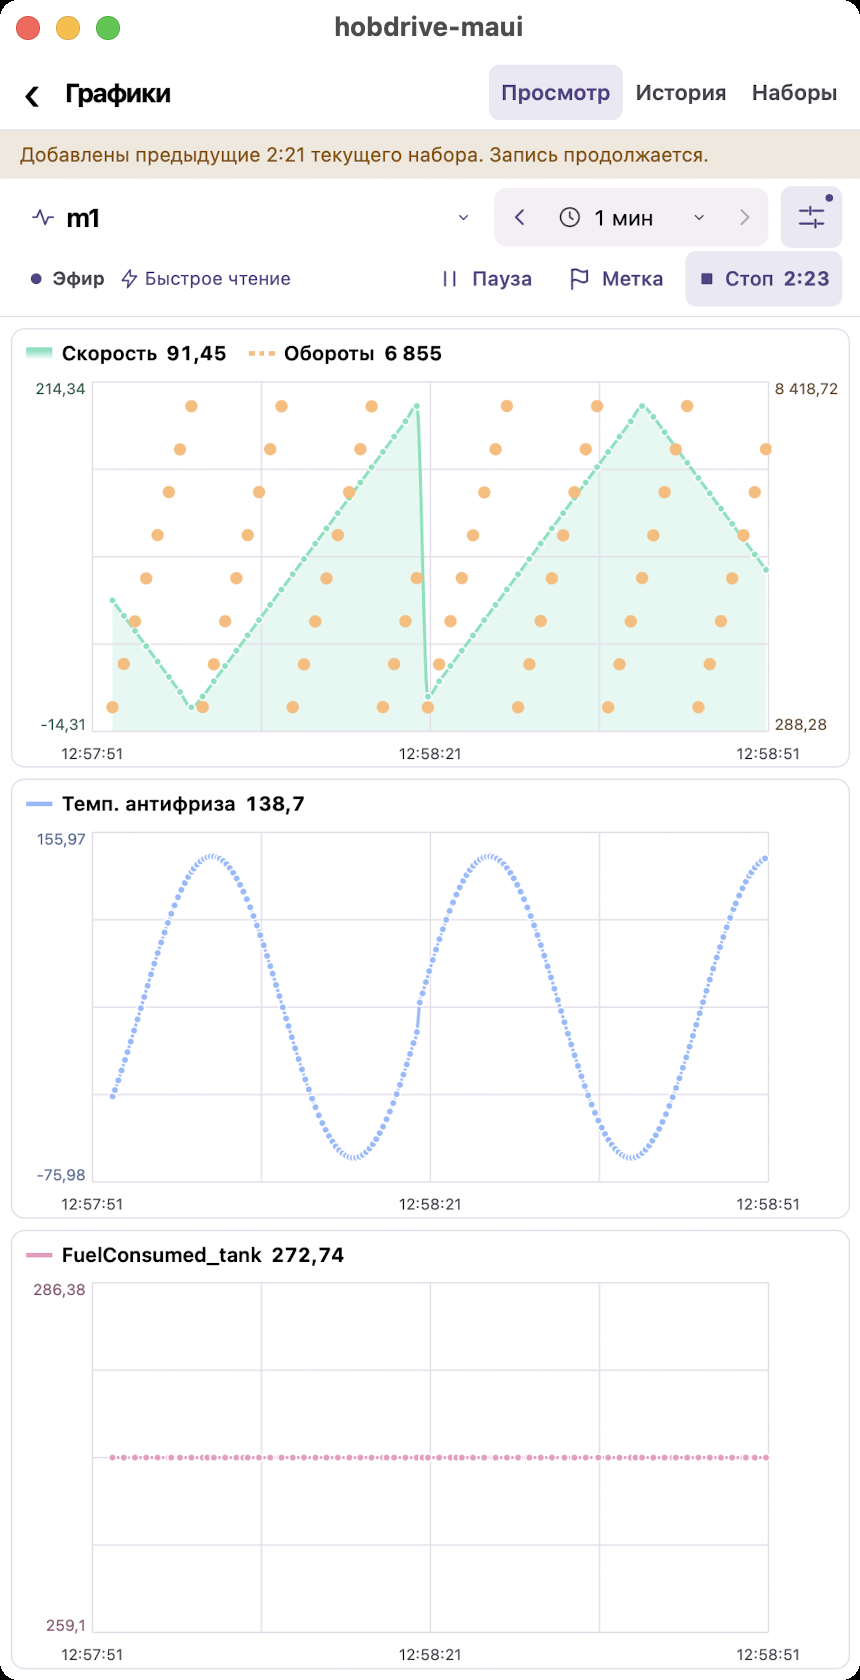 hobdrive-maui
Графики
Просмотр История Наборы
Добавлены предыдущие 2:21 текущего набора. Запись продолжается.
m1
1 мин
Эфир Быстрое чтение
Пауза Метка Стоп 2:23
Скорость 91,45 Обороты 6 855
214,34 8 418,72
-14,31 288,28
12:57:51 12:58:21 12:58:51
Темп. антифриза 138,7
155,97
-75,98
12:57:51 12:58:21 12:58:51
FuelConsumed_tank 272,74
286,38
259,1
12:57:51 12:58:21 12:58:51